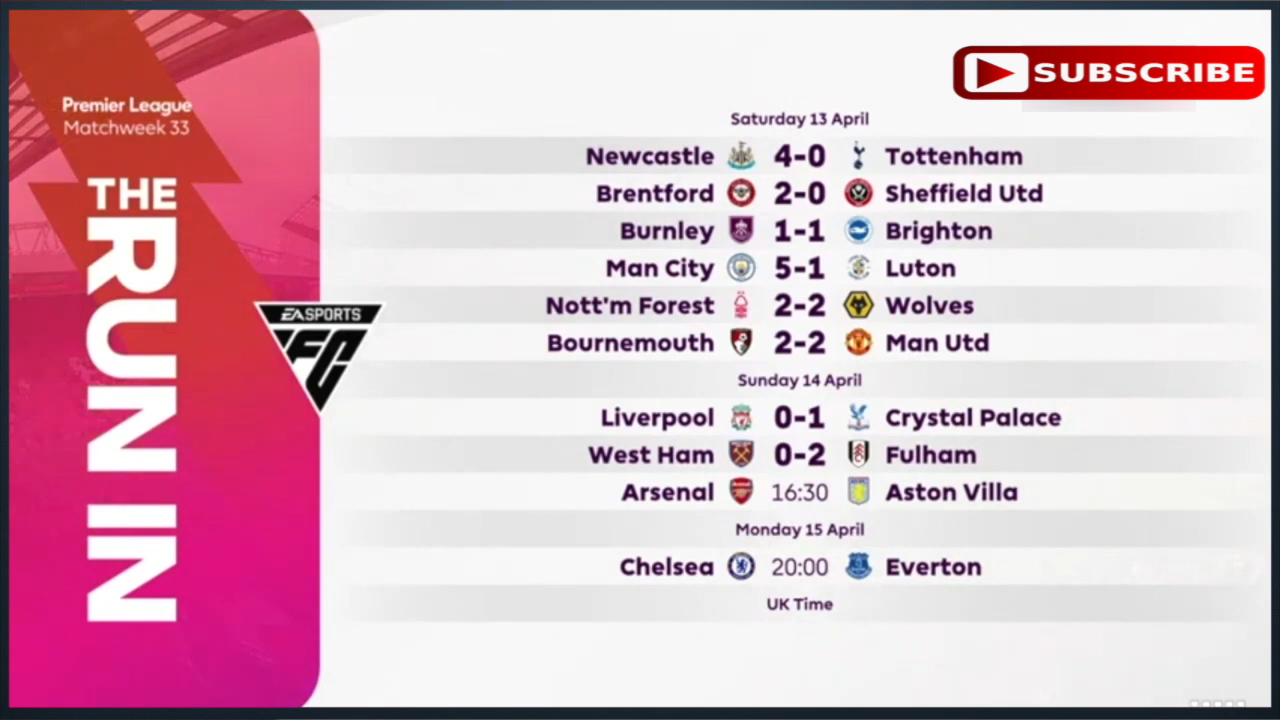 SUBSCRIBE
Premier League
Matchweek 33
THE
RUN IN
EA SPORTS
FC
Saturday 13 April
Newcastle 4-0 Tottenham
Brentford 2-0 Sheffield Utd
Burnley 1-1 Brighton
Man City 5-1 Luton
Nott'm Forest 2-2 Wolves
Bournemouth 2-2 Man Utd
Sunday 14 April
Liverpool 0-1 Crystal Palace
West Ham 0-2 Fulham
Arsenal 16:30 Aston Villa
Monday 15 April
Chelsea 20:00 Everton
UK Time